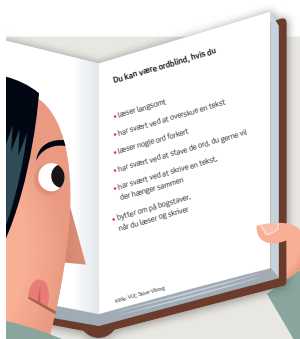 Du kan være ordblind, hvis du
• læser langsomt
• har svært ved at overskue en tekst
• læser nogle ord forkert
• har svært ved at stave de ord, du gerne vil
• har svært ved at skrive en tekst,
der hænger sammen
• bytter om på bogstaver,
når du læser og skriver
Kilde: VUC Skive-Viborg